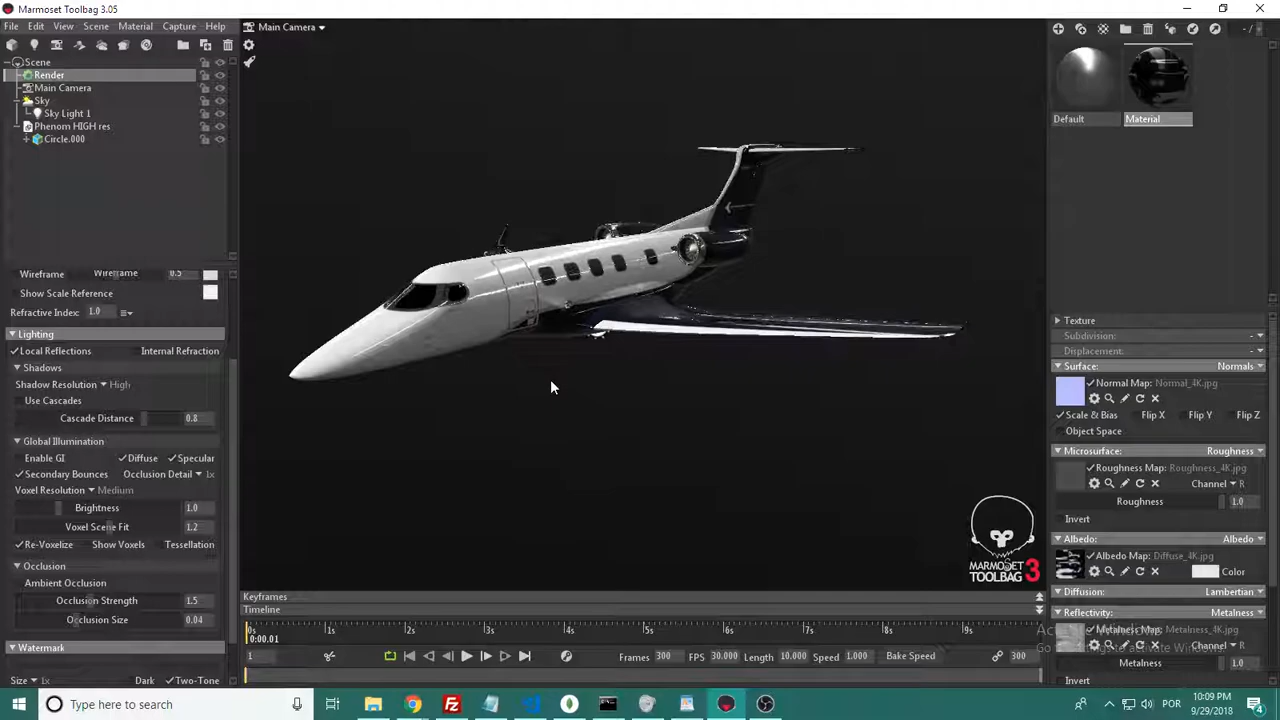 Marmoset Toolbag 3.05
File Edit View Scene Material Capture Help
Main Camera
Scene
Render
Main Camera
Sky
Sky Light 1
Phenom HIGH res
Circle.000
Wireframe Wireframe 0.5
Show Scale Reference
Refractive Index: 1.0
Lighting
Local Reflections Internal Refraction
Shadows
Shadow Resolution High
Use Cascades
Cascade Distance 0.8
Global Illumination
Enable GI Diffuse Specular
Secondary Bounces Occlusion Detail 1x
Voxel Resolution Medium
Brightness 1.0
Voxel Scene Fit 1.2
Re-Voxelize Show Voxels Tessellation
Occlusion
Ambient Occlusion
Occlusion Strength 1.5
Occlusion Size 0.04
Watermark
Size 1x Dark Two-Tone
MARMOSET
TOOLBAG 3
Keyframes
Timeline
0s 1s 2s 3s 4s 5s 6s 7s 8s 9s
0:00.01
1 Frames 300 FPS 30.000 Length 10.000 Speed 1.000 Bake Speed 300
- /
Default Material
Texture
Subdivision: -
Displacement: -
Surface: Normals
Normal Map: Normal_4K.jpg
Scale & Bias Flip X Flip Y Flip Z
Object Space
Microsurface: Roughness
Roughness Map: Roughness_4K.jpg
Channel R
Roughness 1.0
Invert
Albedo: Albedo
Albedo Map: Diffuse_4K.jpg
Color
Diffusion: Lambertian
Reflectivity: Metalness
Metalness Map: Metalness_4K.jpg
Channel R
Metalness 1.0
Invert
Type here to search
POR
10:09 PM
9/29/2018